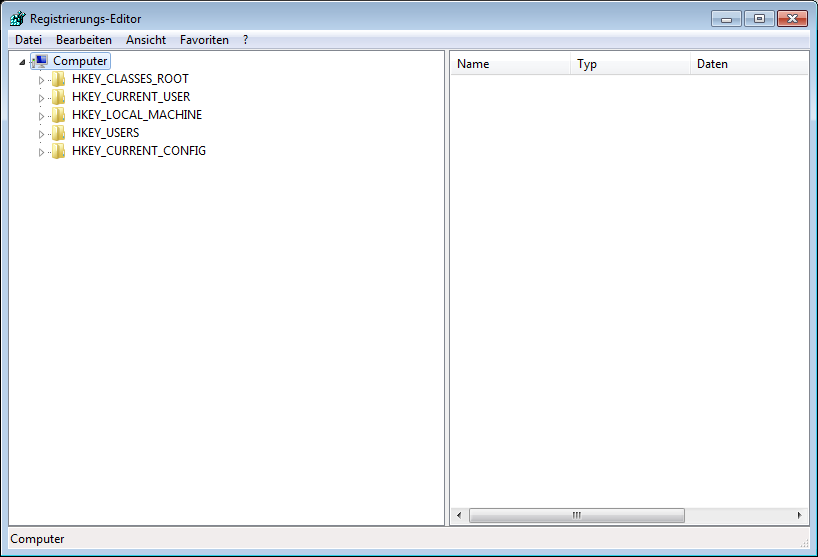 Registrierungs-Editor
Datei Bearbeiten Ansicht Favoriten ?
Computer
HKEY_CLASSES_ROOT
HKEY_CURRENT_USER
HKEY_LOCAL_MACHINE
HKEY_USERS
HKEY_CURRENT_CONFIG
Name Typ Daten
Computer